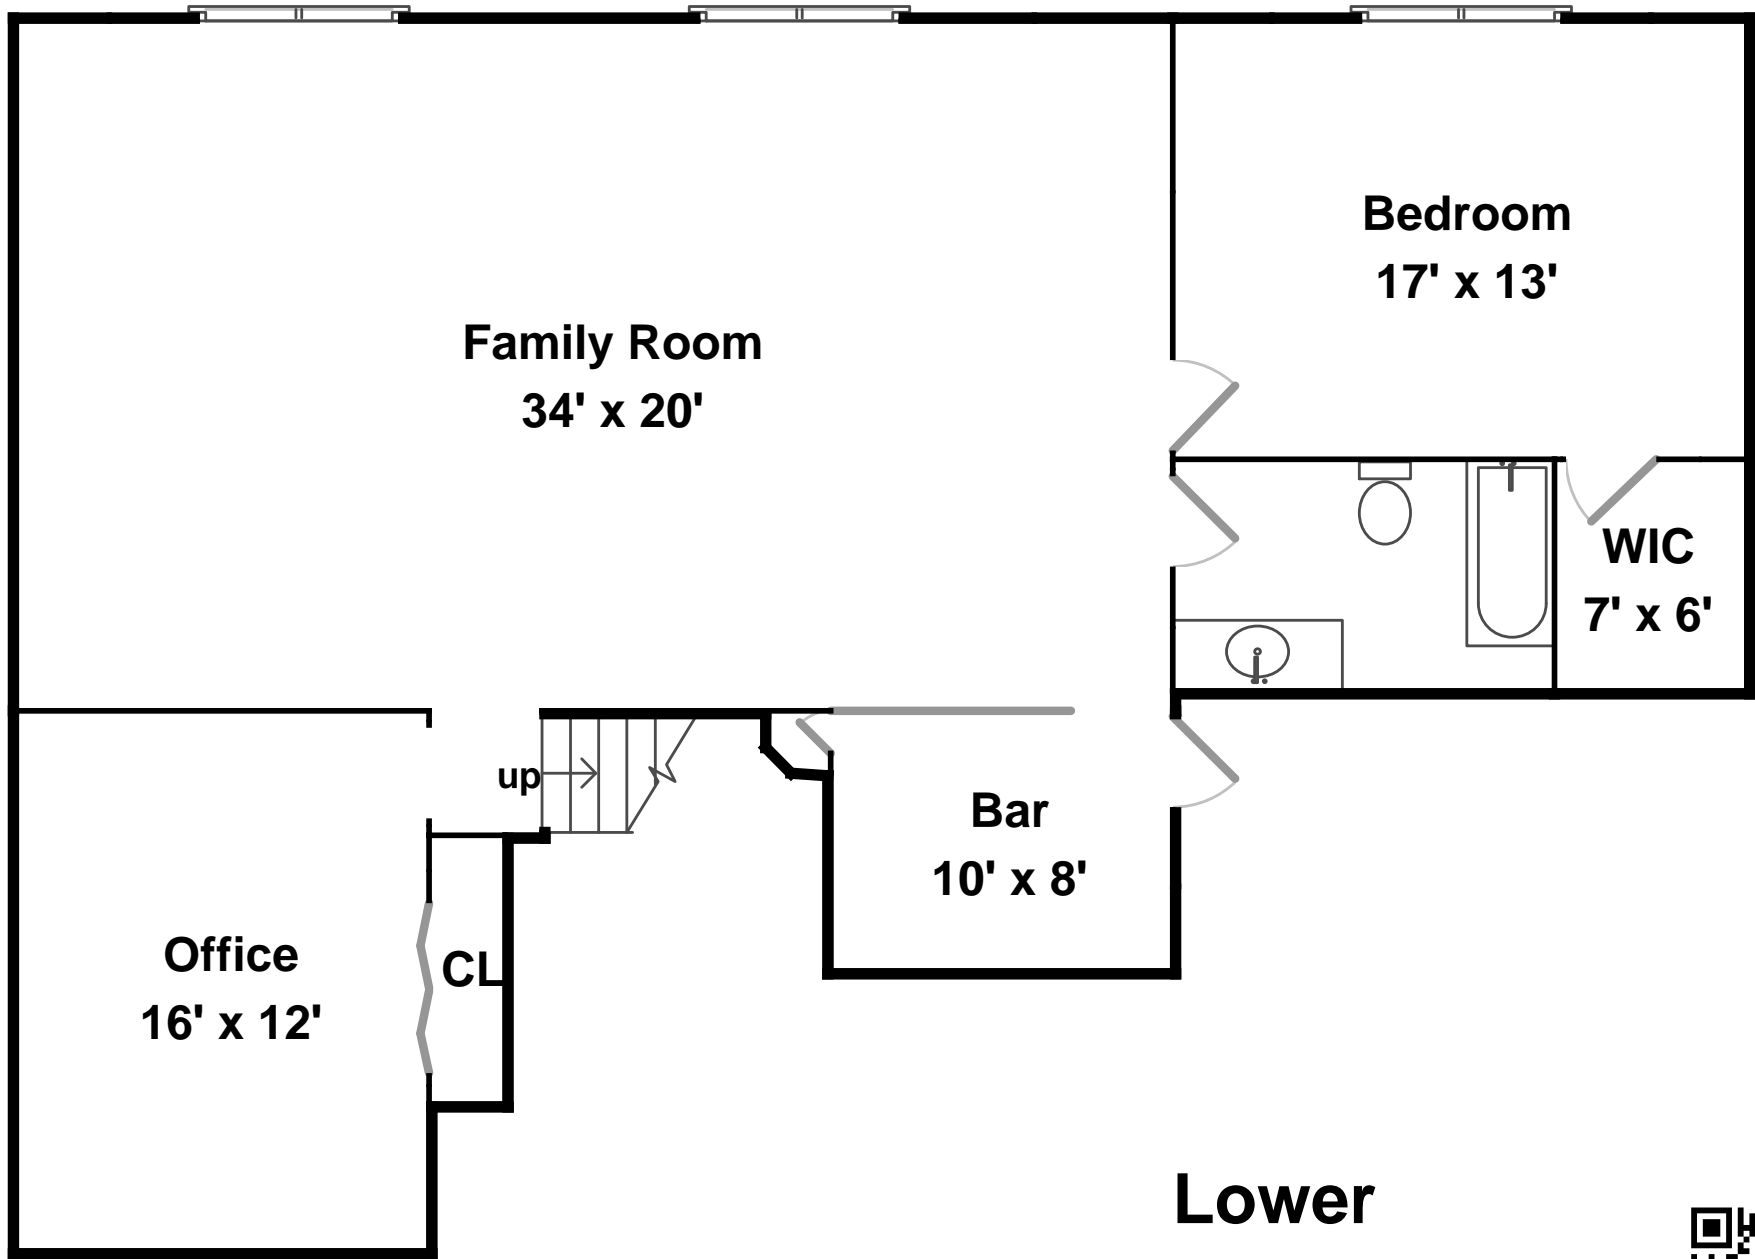 Bedroom
17' x 13'
Family Room
34' x 20'
WIC
7' x 6'
up
Bar
10' x 8'
Office
16' x 12'
CL
Lower